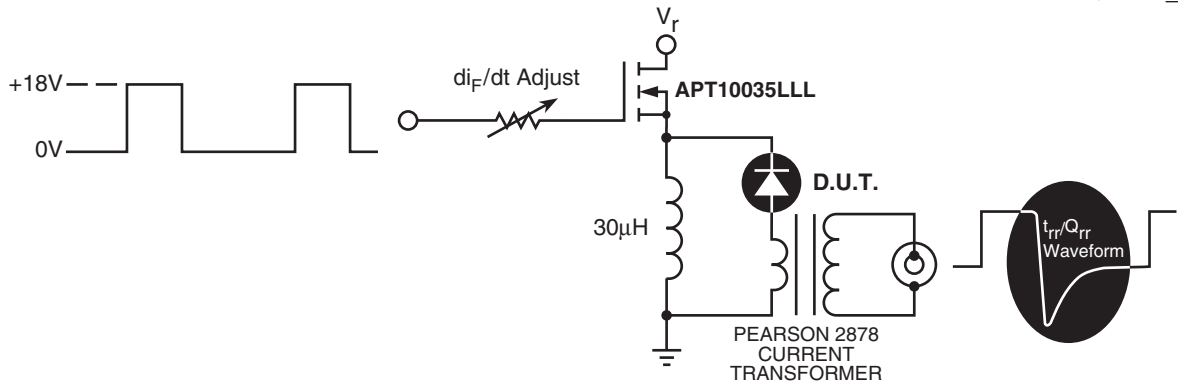 V_r
di_F/dt Adjust
+18V
APT10035LLL
0V
D.U.T.
30μH
t_rr/Q_rr
Waveform
PEARSON 2878
CURRENT
TRANSFORMER